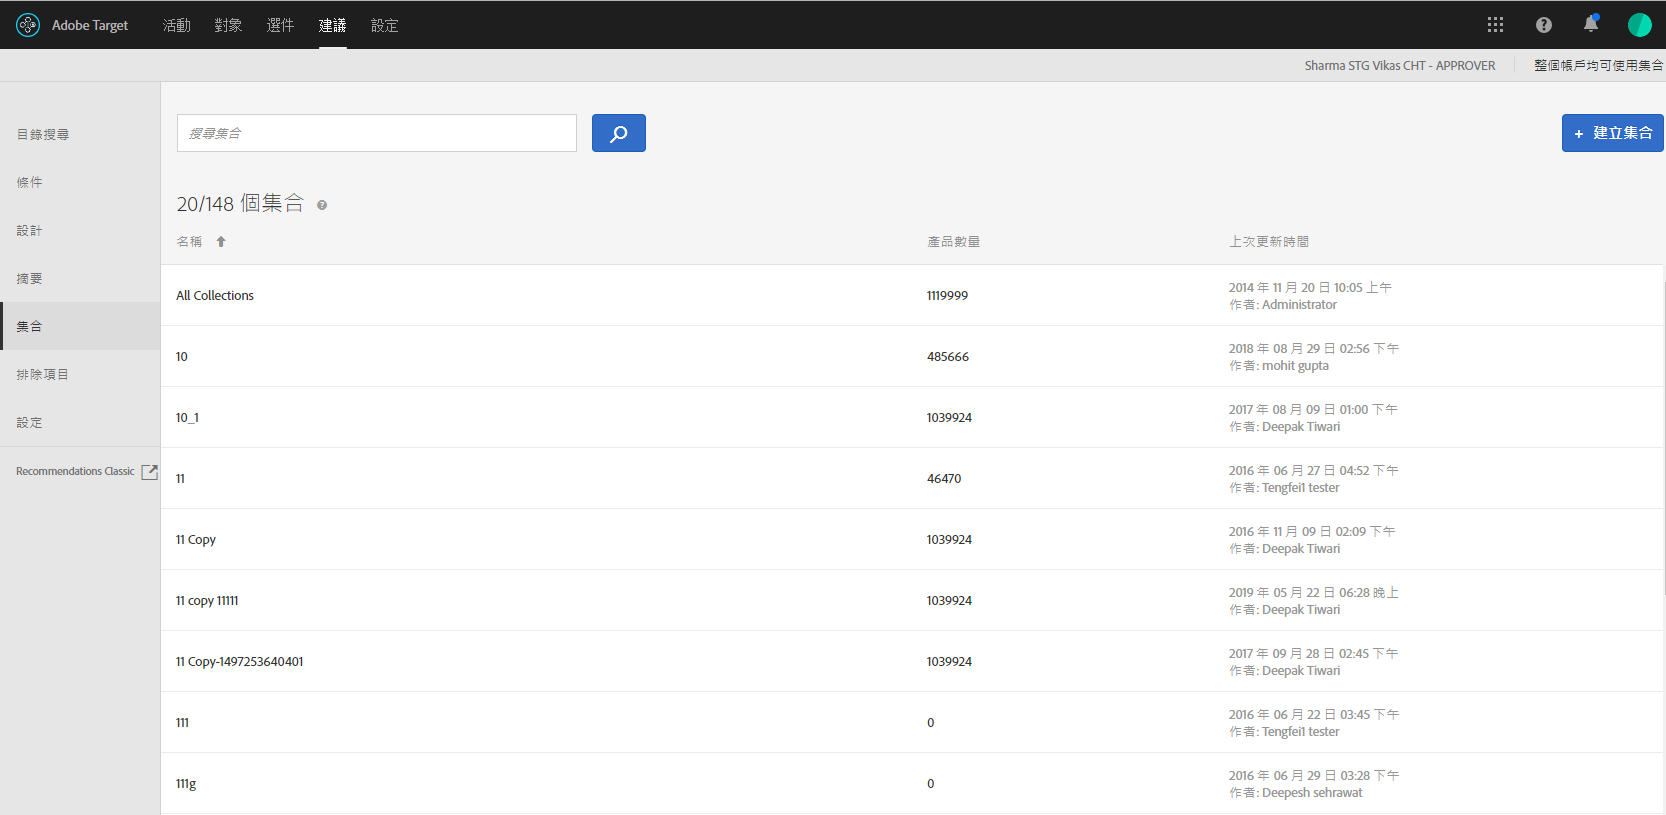 Adobe Target 活動 對象 選件 建議 設定
Sharma STG Vikas CHT - APPROVER 整個帳戶均可使用集合
目錄搜尋
條件
設計
摘要
集合
排除項目
設定
Recommendations Classic
搜尋集合
+ 建立集合
20/148 個集合
名稱 產品數量 上次更新時間
All Collections 1119999 2014 年 11 月 20 日 10:05 上午
作者: Administrator
10 485666 2018 年 08 月 29 日 02:56 下午
作者: mohit gupta
10_1 1039924 2017 年 08 月 09 日 01:00 下午
作者: Deepak Tiwari
11 46470 2016 年 06 月 27 日 04:52 下午
作者: Tengfei1 tester
11 Copy 1039924 2016 年 11 月 09 日 02:09 下午
作者: Deepak Tiwari
11 copy 11111 1039924 2019 年 05 月 22 日 06:28 晚上
作者: Deepak Tiwari
11 Copy-1497253640401 1039924 2017 年 09 月 28 日 02:45 下午
作者: Deepak Tiwari
111 0 2016 年 06 月 22 日 03:45 下午
作者: Tengfei1 tester
111g 0 2016 年 06 月 29 日 03:28 下午
作者: Deepesh sehrawat